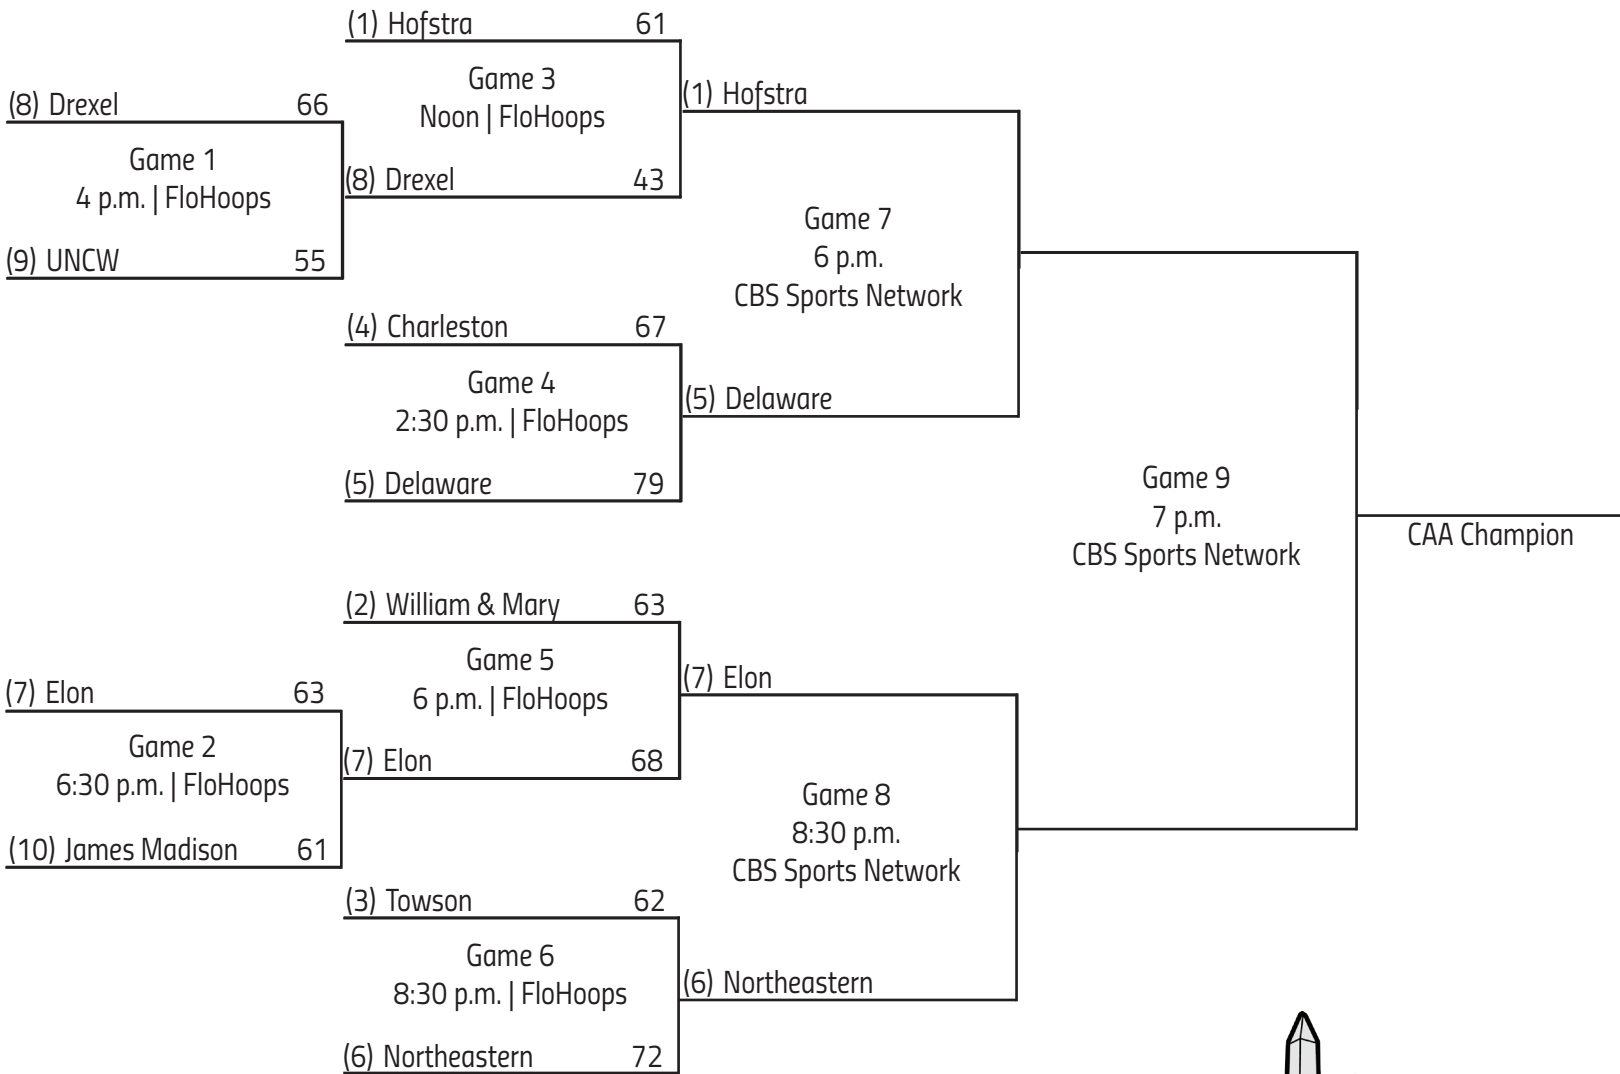 (1) Hofstra 61
Game 3
Noon | FloHoops
(8) Drexel 43
(8) Drexel 66
Game 1
4 p.m. | FloHoops
(9) UNCW 55
(1) Hofstra
Game 7
6 p.m.
CBS Sports Network
(5) Delaware
(4) Charleston 67
Game 4
2:30 p.m. | FloHoops
(5) Delaware 79
Game 9
7 p.m.
CBS Sports Network
CAA Champion
(2) William & Mary 63
Game 5
6 p.m. | FloHoops
(7) Elon 68
(7) Elon 63
Game 2
6:30 p.m. | FloHoops
(10) James Madison 61
(7) Elon
Game 8
8:30 p.m.
CBS Sports Network
(6) Northeastern
(3) Towson 62
Game 6
8:30 p.m. | FloHoops
(6) Northeastern 72